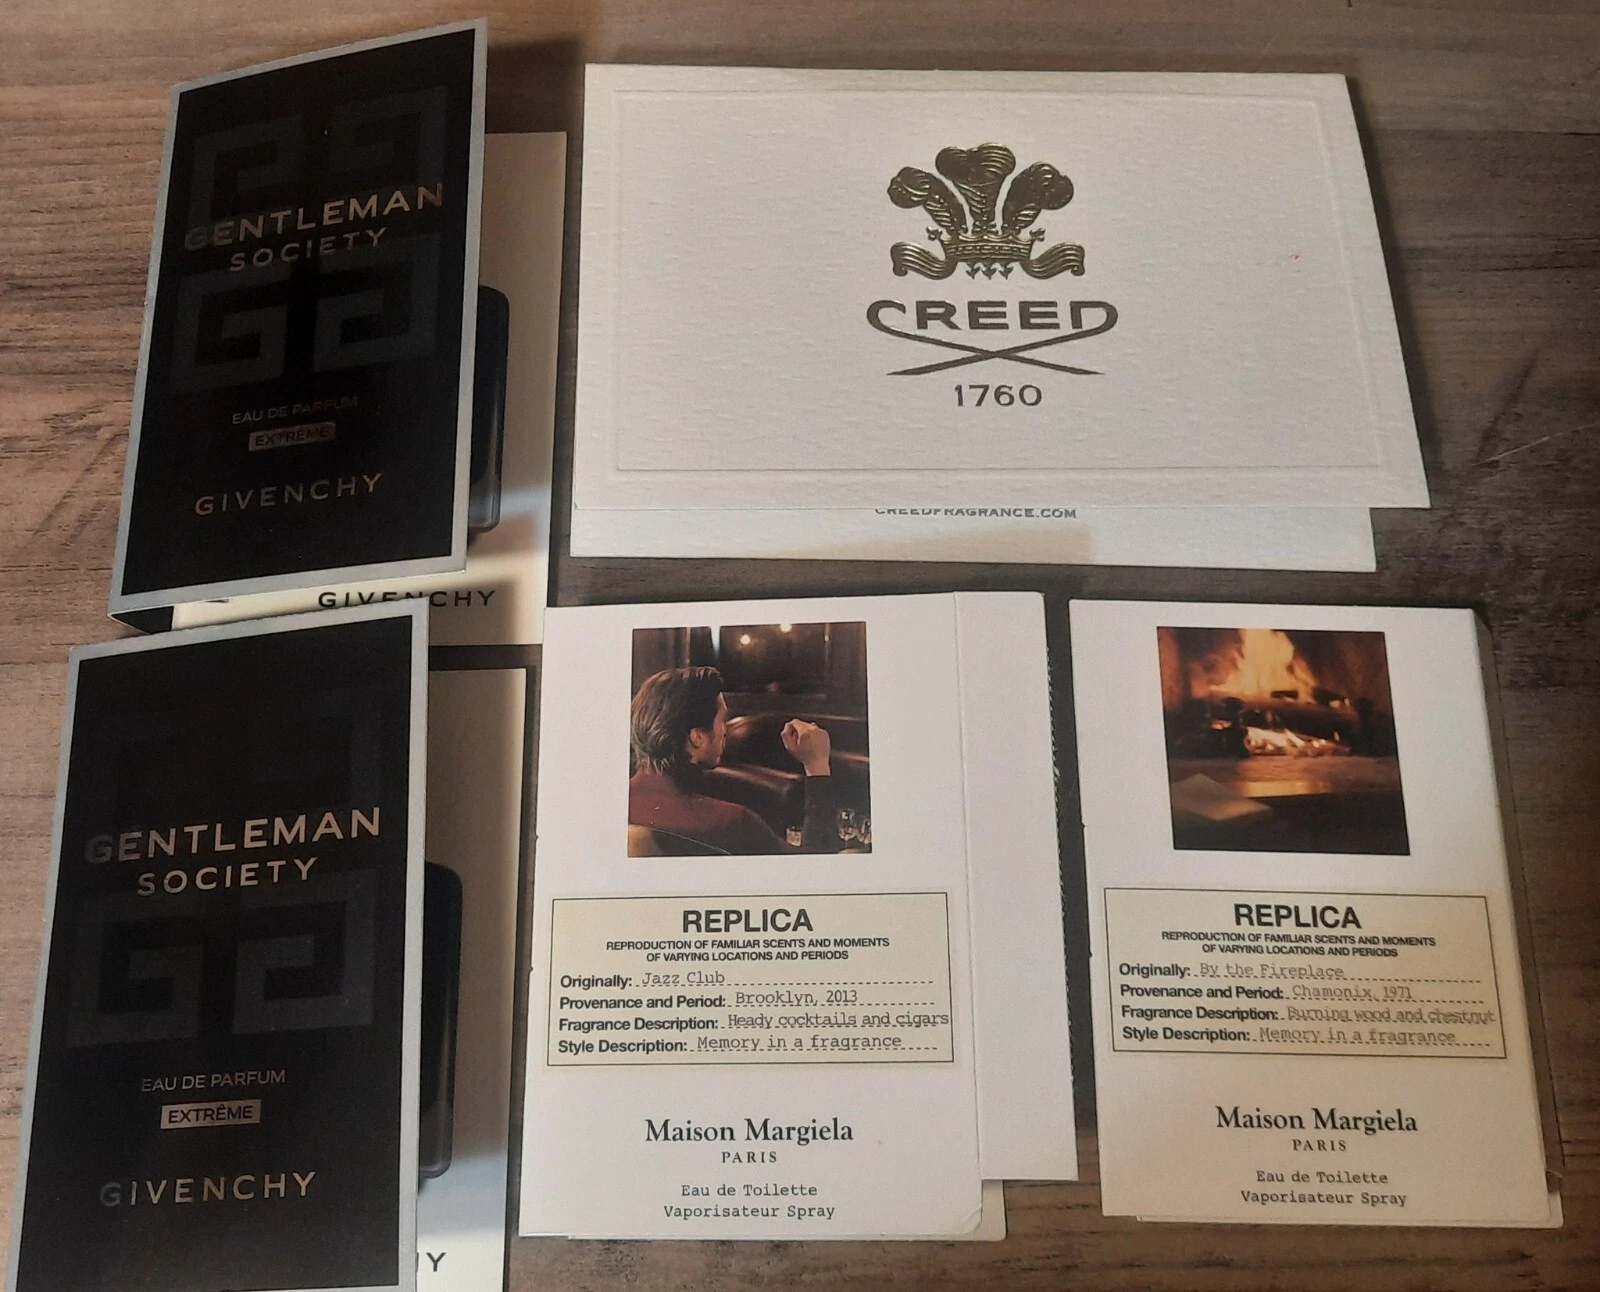 GENTLEMAN
SOCIETY
EAU DE PARFUM
EXTRÊME
GIVENCHY
GIVENCHY
CREED
1760
CREEDFRAGRANCE.COM
GENTLEMAN
SOCIETY
EAU DE PARFUM
EXTRÊME
GIVENCHY
HY
REPLICA
REPRODUCTION OF FAMILIAR SCENTS AND MOMENTS
OF VARYING LOCATIONS AND PERIODS
Originally: Jazz Club
Provenance and Period: Brooklyn, 2013
Fragrance Description: Heady cocktails and cigars
Style Description: Memory in a fragrance
Maison Margiela
PARIS
Eau de Toilette
Vaporisateur Spray
REPLICA
REPRODUCTION OF FAMILIAR SCENTS AND MOMENTS
OF VARYING LOCATIONS AND PERIODS
Originally: By the Fireplace
Provenance and Period: Chamonix, 1971
Fragrance Description: Burning wood and chestnut
Style Description: Memory in a fragrance
Maison Margiela
PARIS
Eau de Toilette
Vaporisateur Spray